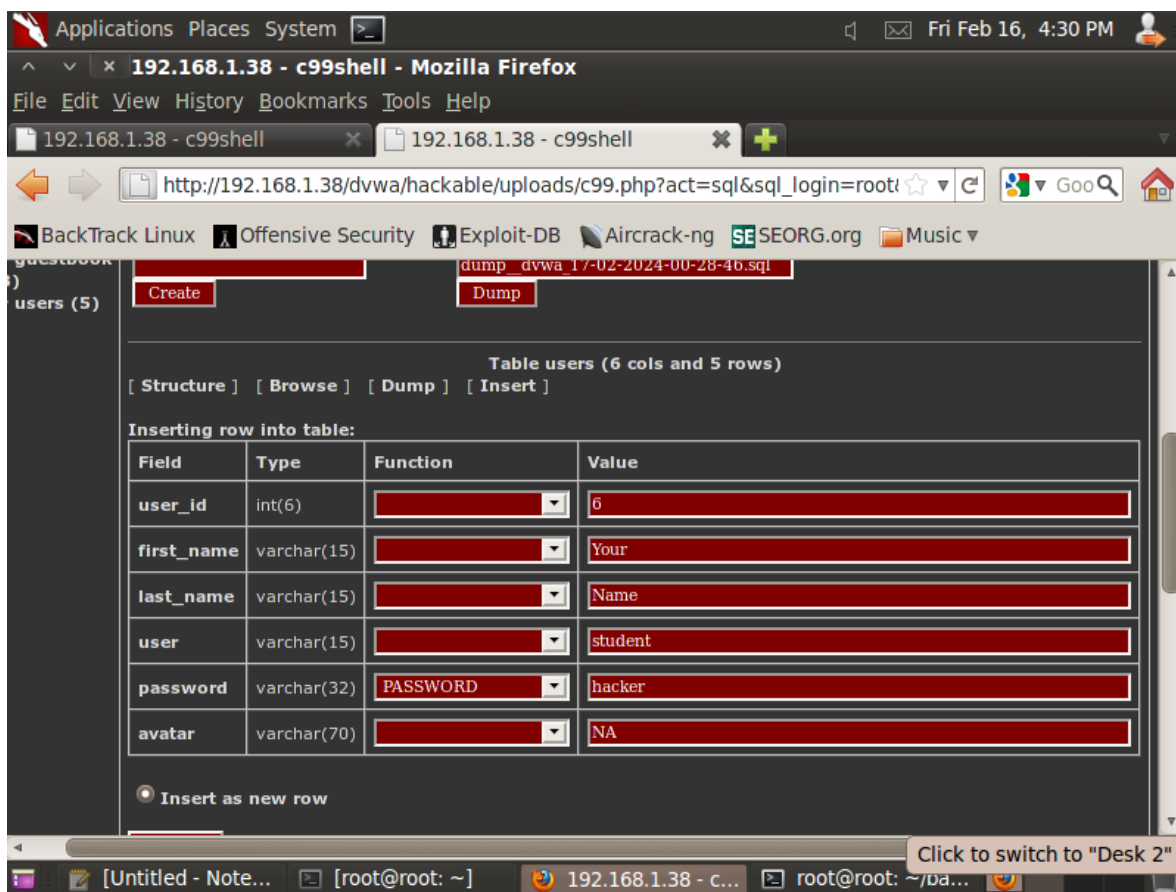 Applications Places System Fri Feb 16, 4:30 PM
192.168.1.38 - c99shell - Mozilla Firefox
File Edit View History Bookmarks Tools Help
192.168.1.38 - c99shell 192.168.1.38 - c99shell
http://192.168.1.38/dvwa/hackable/uploads/c99.php?act=sql&sql_login=root& Goo
BackTrack Linux Offensive Security Exploit-DB Aircrack-ng SE SEORG.org Music
guestbook dump__dvwa_17-02-2024-00-28-46.sql
users (5) Create Dump
Table users (6 cols and 5 rows)
[ Structure ] [ Browse ] [ Dump ] [ Insert ]
Inserting row into table:
Field Type Function Value
user_id int(6) 6
first_name varchar(15) Your
last_name varchar(15) Name
user varchar(15) student
password varchar(32) PASSWORD hacker
avatar varchar(70) NA
Insert as new row
Click to switch to "Desk 2"
[Untitled - Note... [root@root: ~] 192.168.1.38 - c... root@root: ~/ba...